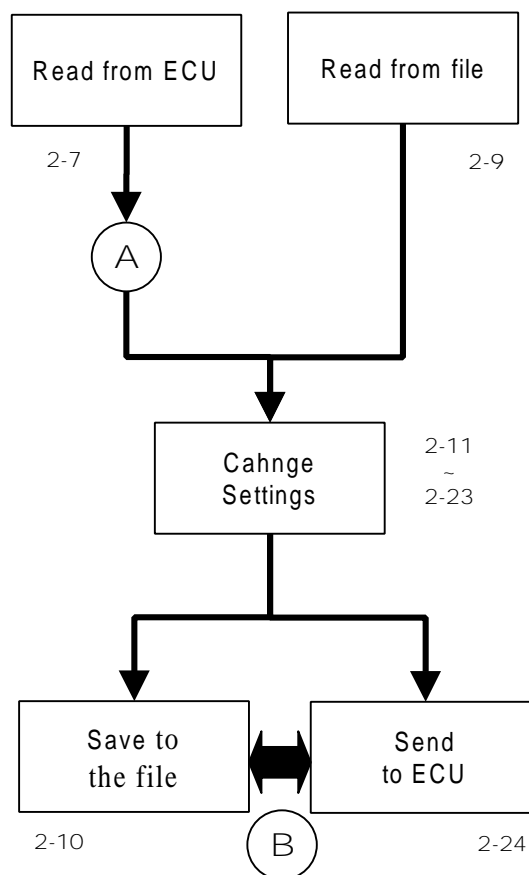 Read from ECU
Read from file
2-7
2-9
A
Cahnge
Settings
2-11
~
2-23
Save to
the file
Send
to ECU
2-10
B
2-24